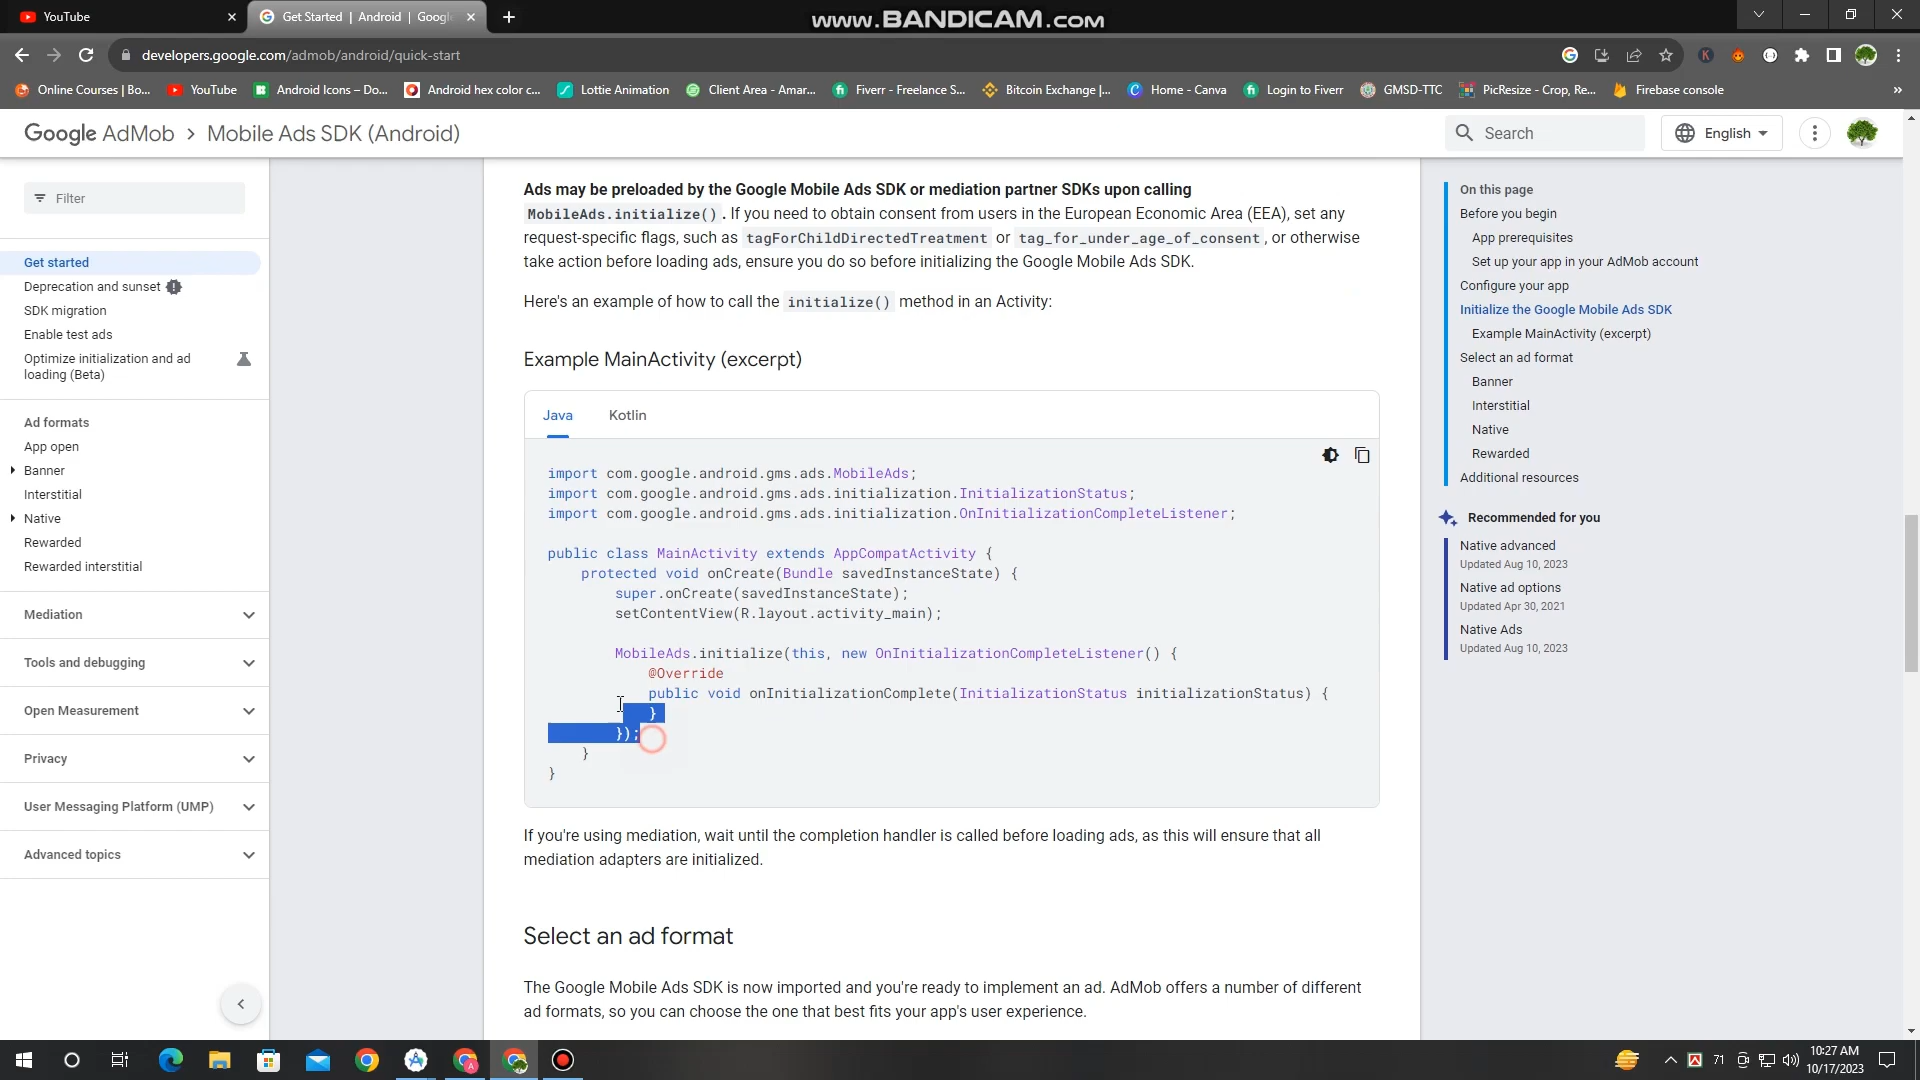 YouTube
Get Started | Android | Google
www.BANDICAM.com
developers.google.com/admob/android/quick-start
Online Courses | Bo...
YouTube
Android Icons – Do...
Android hex color c...
Lottie Animation
Client Area - Amar...
Fiverr - Freelance S...
Bitcoin Exchange |...
Home - Canva
Login to Fiverr
GMSD-TTC
PicResize - Crop, Re...
Firebase console
Google AdMob > Mobile Ads SDK (Android)
Search
English
Filter
Get started
Deprecation and sunset
SDK migration
Enable test ads
Optimize initialization and ad
loading (Beta)
Ad formats
App open
Banner
Interstitial
Native
Rewarded
Rewarded interstitial
Mediation
Tools and debugging
Open Measurement
Privacy
User Messaging Platform (UMP)
Advanced topics
Ads may be preloaded by the Google Mobile Ads SDK or mediation partner SDKs upon calling
MobileAds.initialize(). If you need to obtain consent from users in the European Economic Area (EEA), set any
request-specific flags, such as tagForChildDirectedTreatment or tag_for_under_age_of_consent, or otherwise
take action before loading ads, ensure you do so before initializing the Google Mobile Ads SDK.
Here's an example of how to call the initialize() method in an Activity:
Example MainActivity (excerpt)
Java
Kotlin
import com.google.android.gms.ads.MobileAds;
import com.google.android.gms.ads.initialization.InitializationStatus;
import com.google.android.gms.ads.initialization.OnInitializationCompleteListener;
public class MainActivity extends AppCompatActivity {
protected void onCreate(Bundle savedInstanceState) {
super.onCreate(savedInstanceState);
setContentView(R.layout.activity_main);
MobileAds.initialize(this, new OnInitializationCompleteListener() {
@Override
public void onInitializationComplete(InitializationStatus initializationStatus) {
}
});
}
}
If you're using mediation, wait until the completion handler is called before loading ads, as this will ensure that all
mediation adapters are initialized.
Select an ad format
The Google Mobile Ads SDK is now imported and you're ready to implement an ad. AdMob offers a number of different
ad formats, so you can choose the one that best fits your app's user experience.
On this page
Before you begin
App prerequisites
Set up your app in your AdMob account
Configure your app
Initialize the Google Mobile Ads SDK
Example MainActivity (excerpt)
Select an ad format
Banner
Interstitial
Native
Rewarded
Additional resources
Recommended for you
Native advanced
Updated Aug 10, 2023
Native ad options
Updated Apr 30, 2021
Native Ads
Updated Aug 10, 2023
71
10:27 AM
10/17/2023